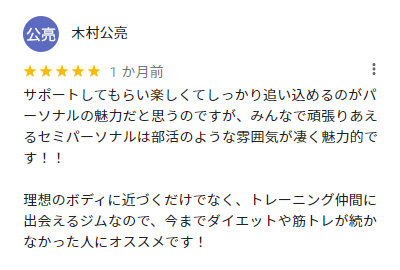 公亮 木村公亮
★★★★★ 1 か月前
サポートしてもらい楽しくてしっかり追い込めるのがパ
ーソナルの魅力だと思うのですが、みんなで頑張りあえ
るセミパーソナルは部活のような雰囲気が凄く魅力的で
す！！
理想のボディに近づくだけでなく、トレーニング仲間に
出会えるジムなので、今までダイエットや筋トレが続か
なかった人にオススメです！